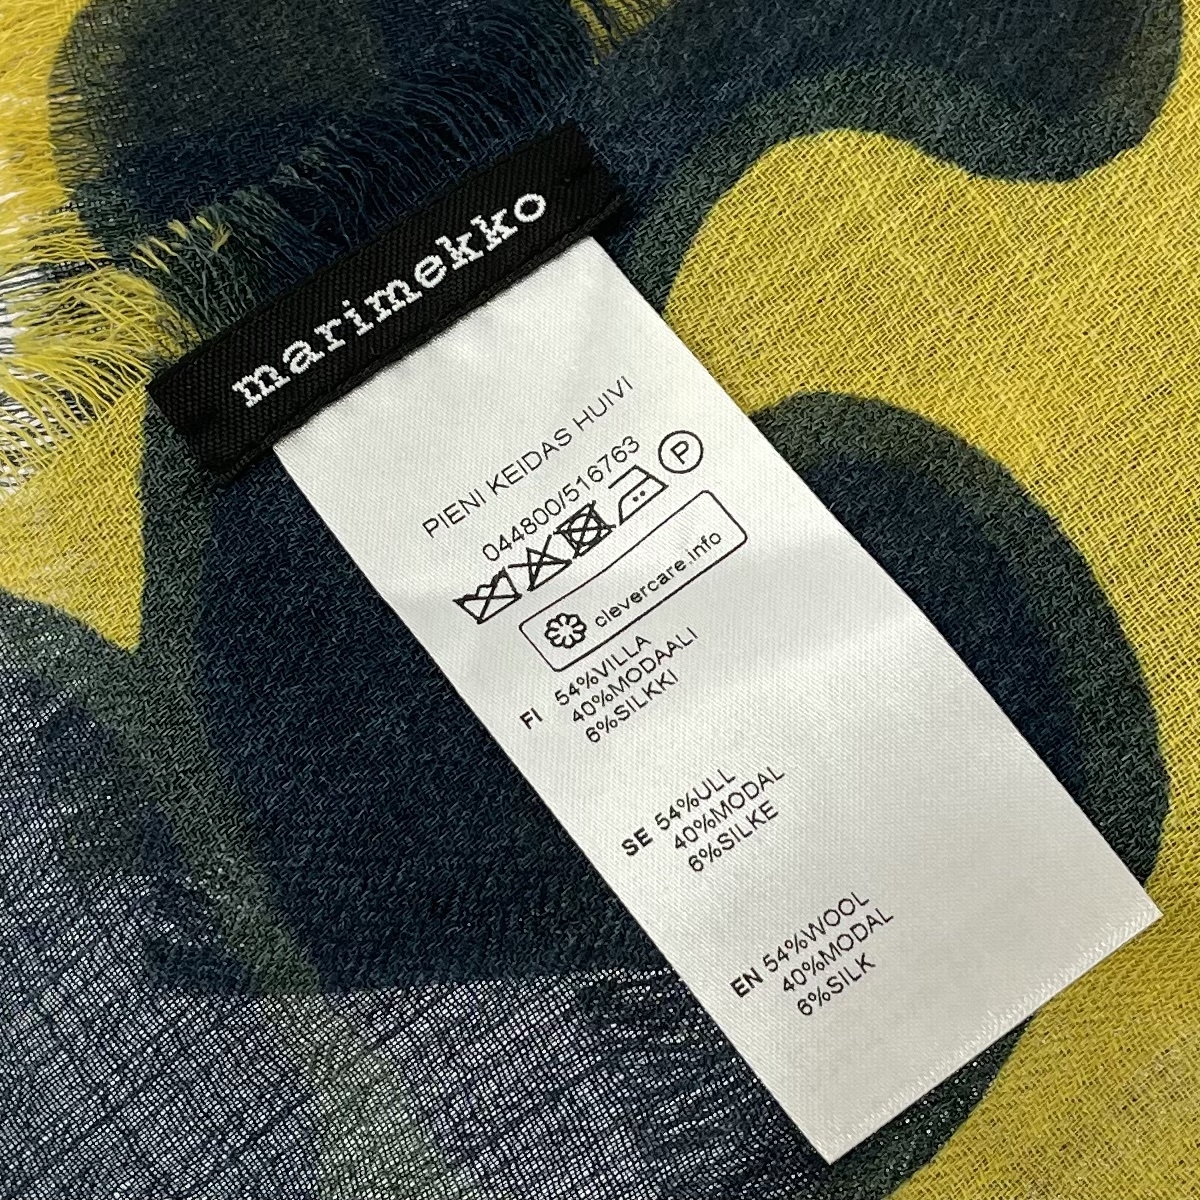 marimekko
PIENI KEIDAS HUIVI
044800/516763
P
clevercare.info
FI 54%VILLA
40%MODAALI
6%SILKKI
SE 54%ULL
40%MODAL
6%SILKE
EN 54%WOOL
40%MODAL
6%SILK